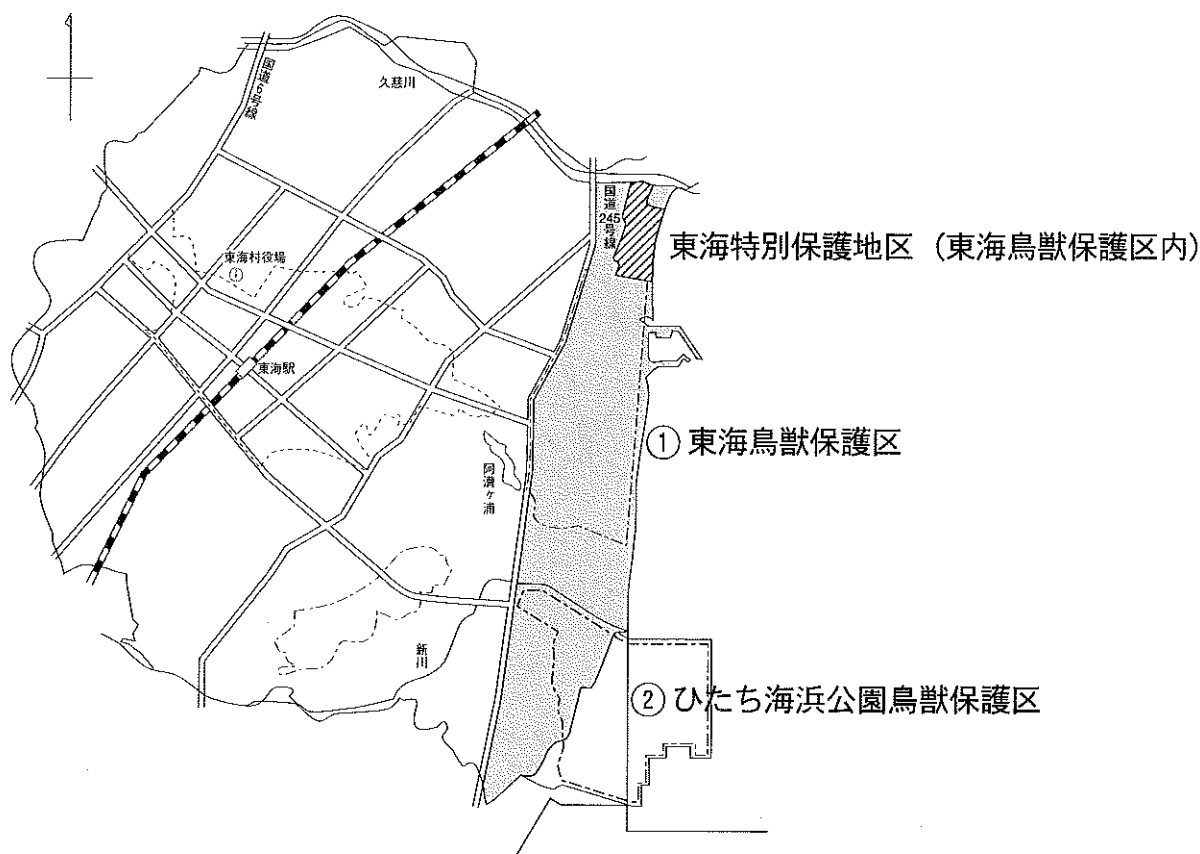 国道6号線
久慈川
国道245号線
東海特別保護地区（東海鳥獣保護区内）
東海村役場
東海駅
① 東海鳥獣保護区
阿漕ヶ浦
新川
② ひたち海浜公園鳥獣保護区